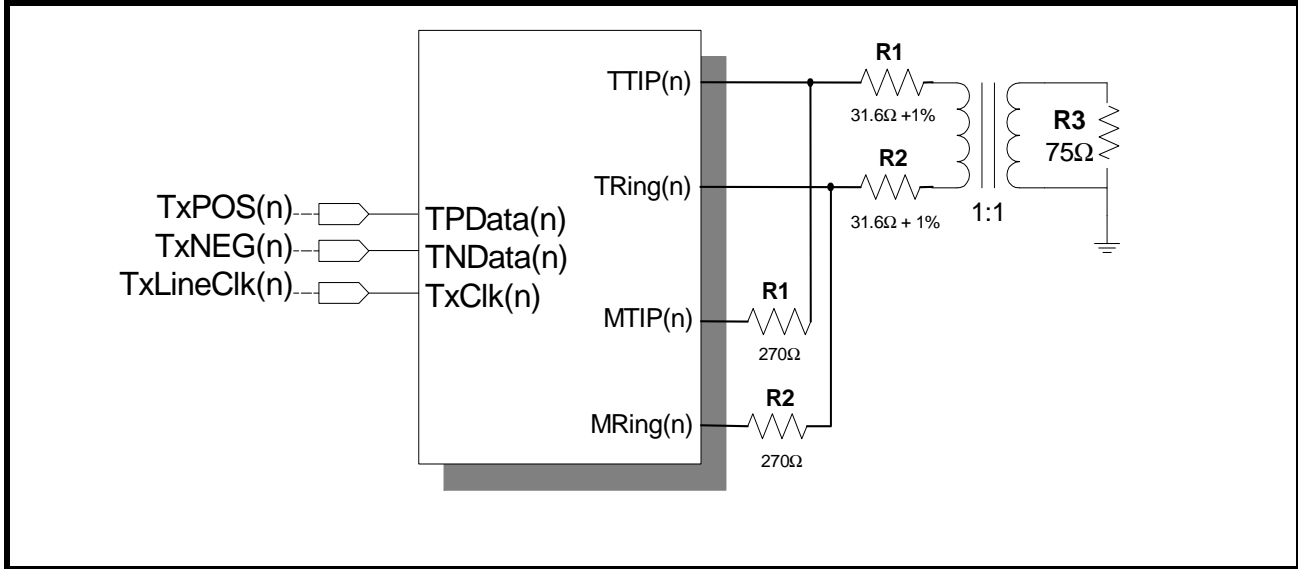 TTIP(n)
R1
31.6Ω +1%
R3
75Ω
TRing(n)
R2
31.6Ω + 1%
1:1
TxPOS(n)
TPData(n)
TxNEG(n)
TNData(n)
TxLineClk(n)
TxClk(n)
MTIP(n)
R1
270Ω
MRing(n)
R2
270Ω